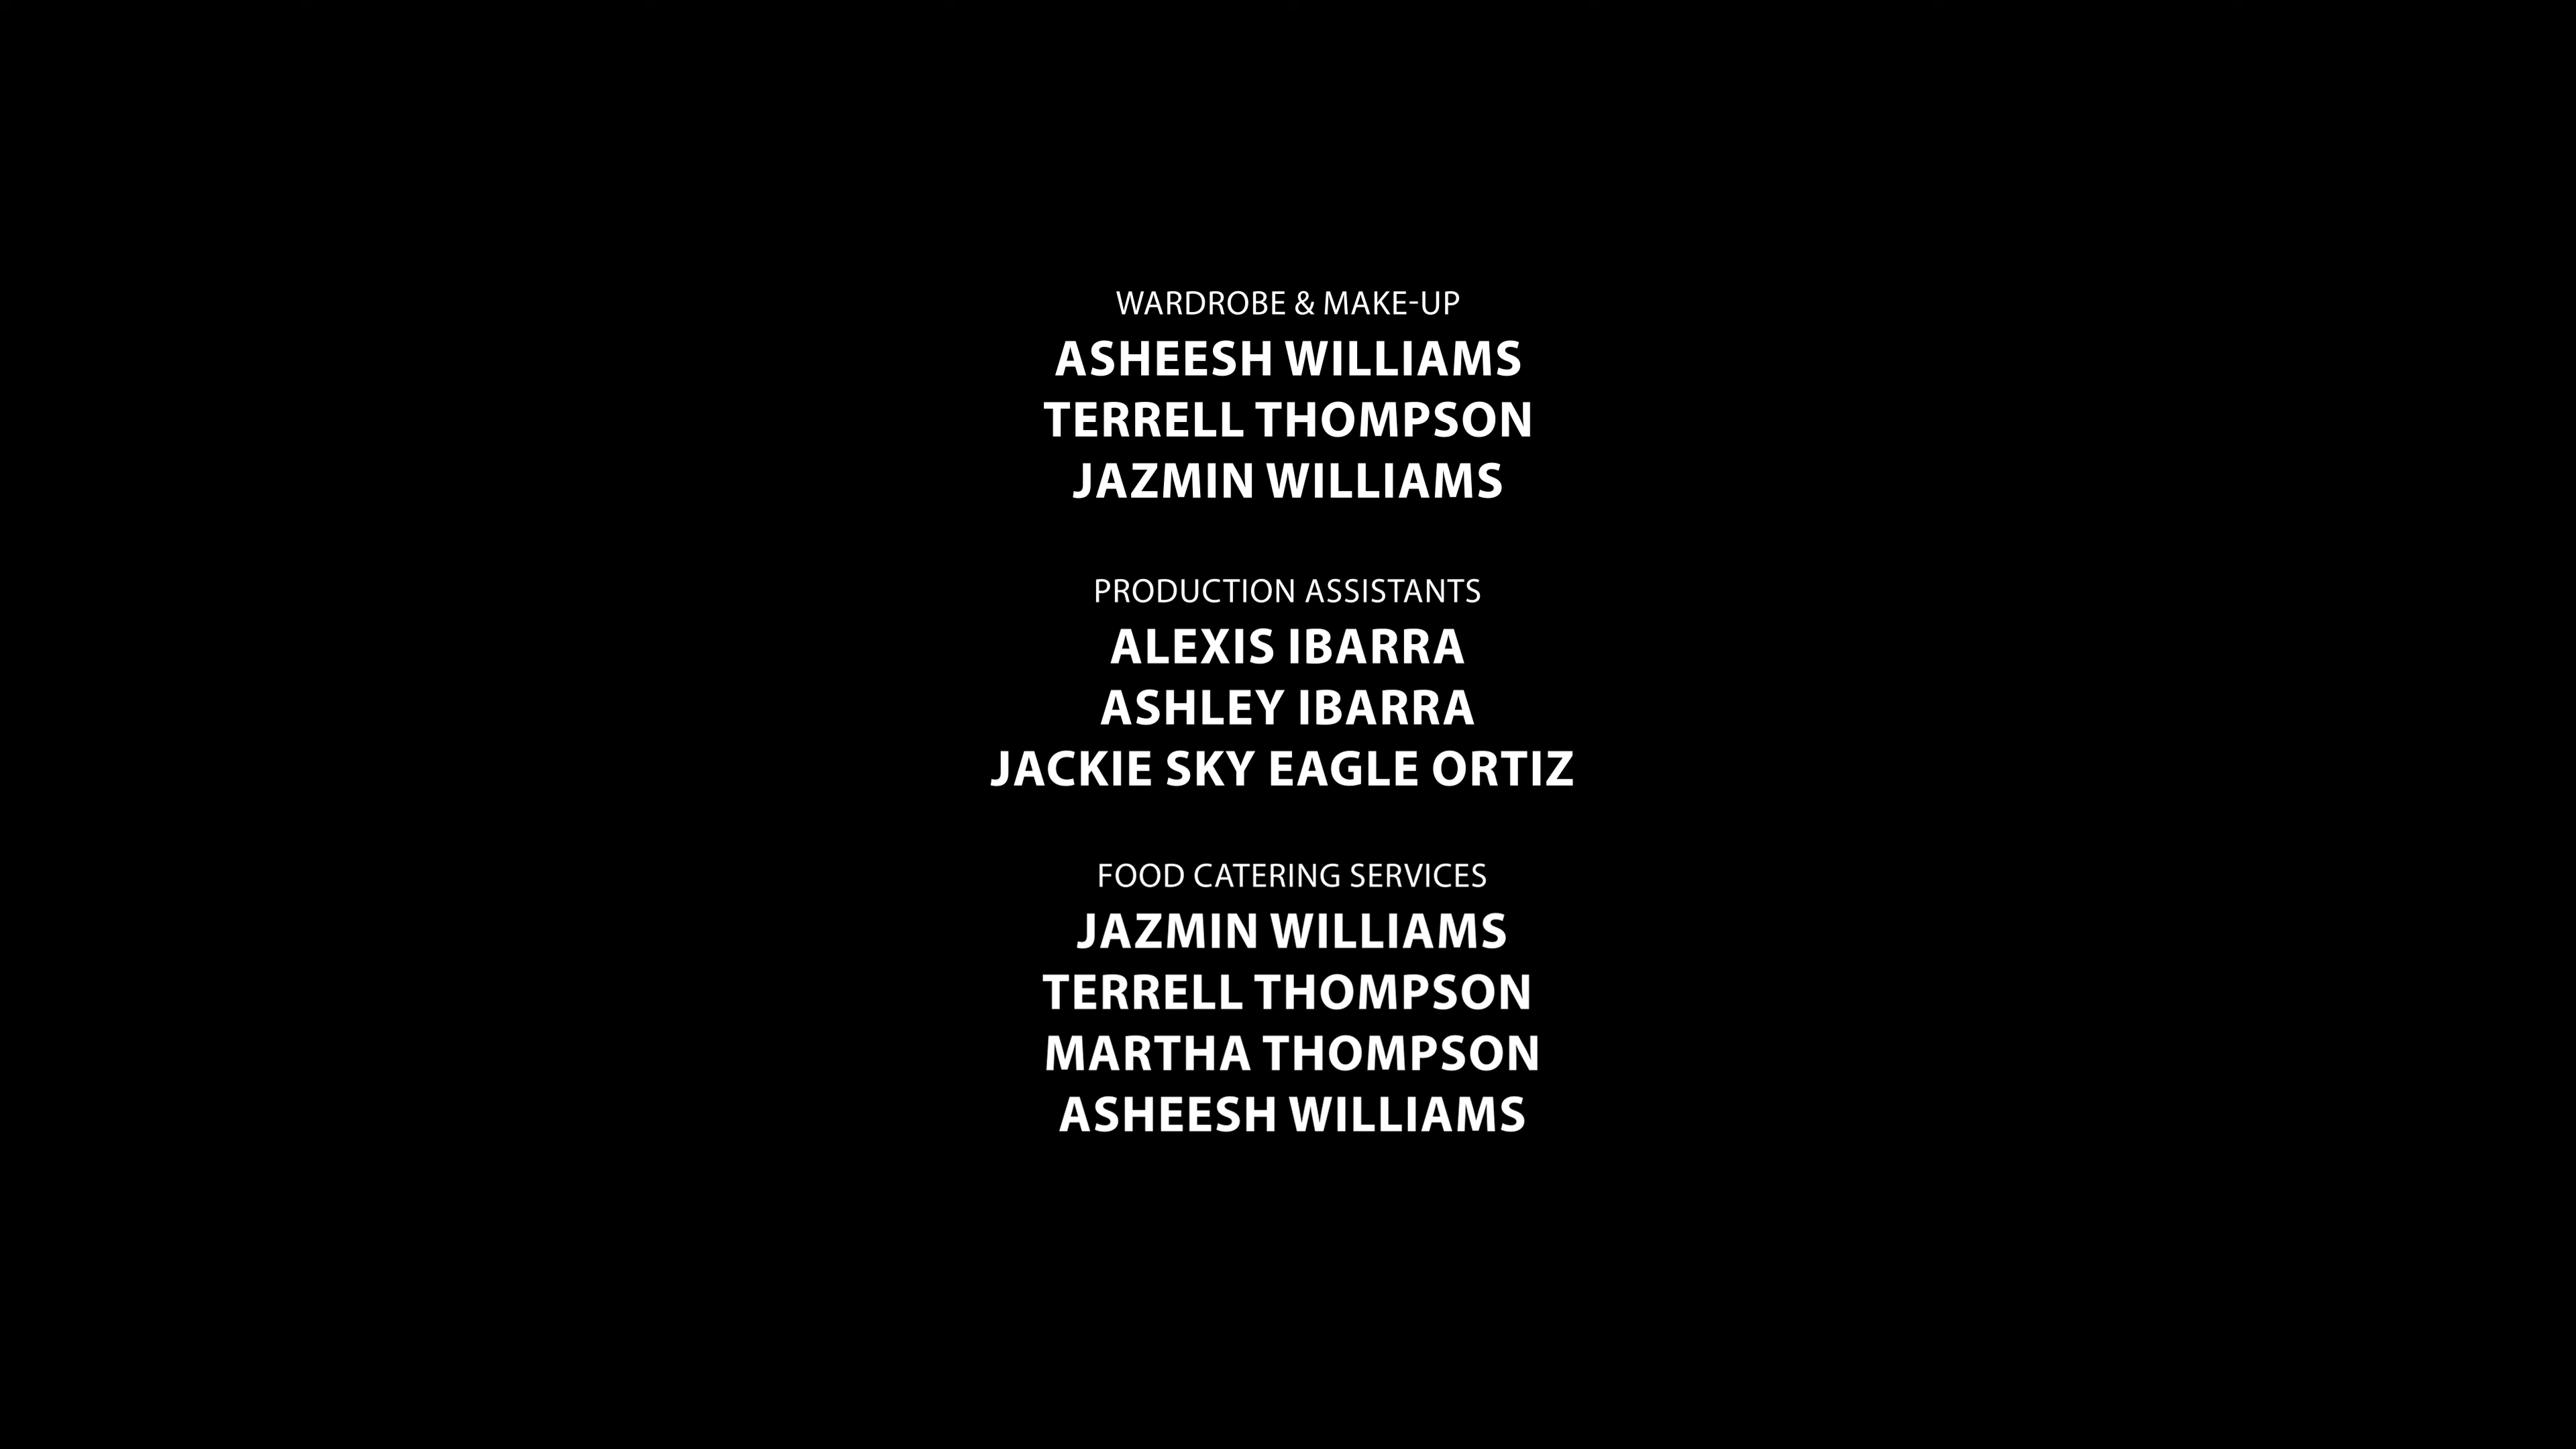 WARDROBE & MAKE-UP
ASHEESH WILLIAMS
TERRELL THOMPSON
JAZMIN WILLIAMS
PRODUCTION ASSISTANTS
ALEXIS IBARRA
ASHLEY IBARRA
JACKIE SKY EAGLE ORTIZ
FOOD CATERING SERVICES
JAZMIN WILLIAMS
TERRELL THOMPSON
MARTHA THOMPSON
ASHEESH WILLIAMS